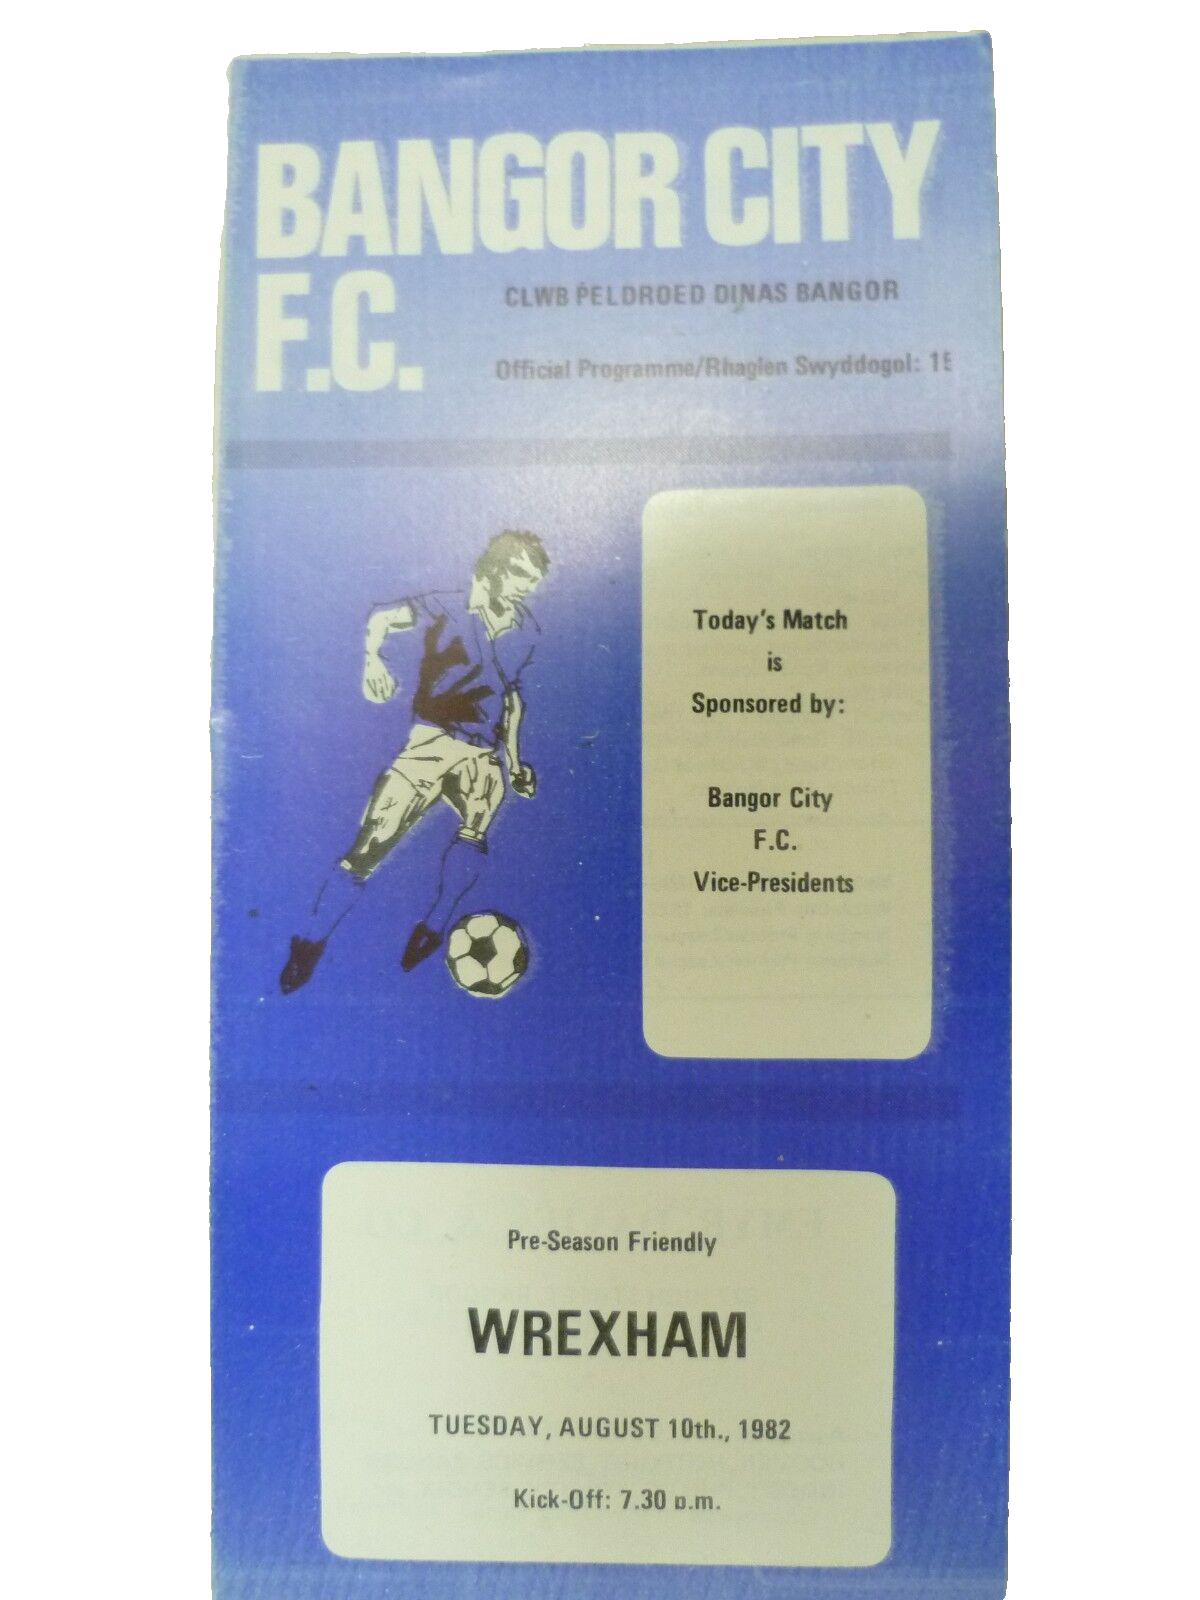 BANGOR CITY
F.C.
CLWB PELDROED DINAS BANGOR
Official Programme/Rhaglen Swyddogol: 15
Today's Match
is
Sponsored by:
Bangor City
F.C.
Vice-Presidents
Pre-Season Friendly
WREXHAM
TUESDAY, AUGUST 10th., 1982
Kick-Off: 7.30 p.m.